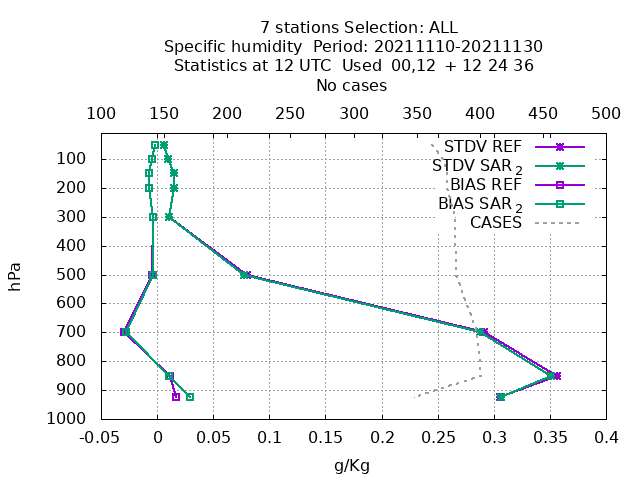 7 stations Selection: ALL
Specific humidity  Period: 20211110-20211130
Statistics at 12 UTC  Used  00,12  + 12 24 36
No cases
100 150 200 250 300 350 400 450 500
STDV REF
STDV SAR 2
BIAS REF
BIAS SAR 2
CASES
100
200
300
400
500
600
700
800
900
1000
hPa
-0.05 0 0.05 0.1 0.15 0.2 0.25 0.3 0.35 0.4
g/Kg